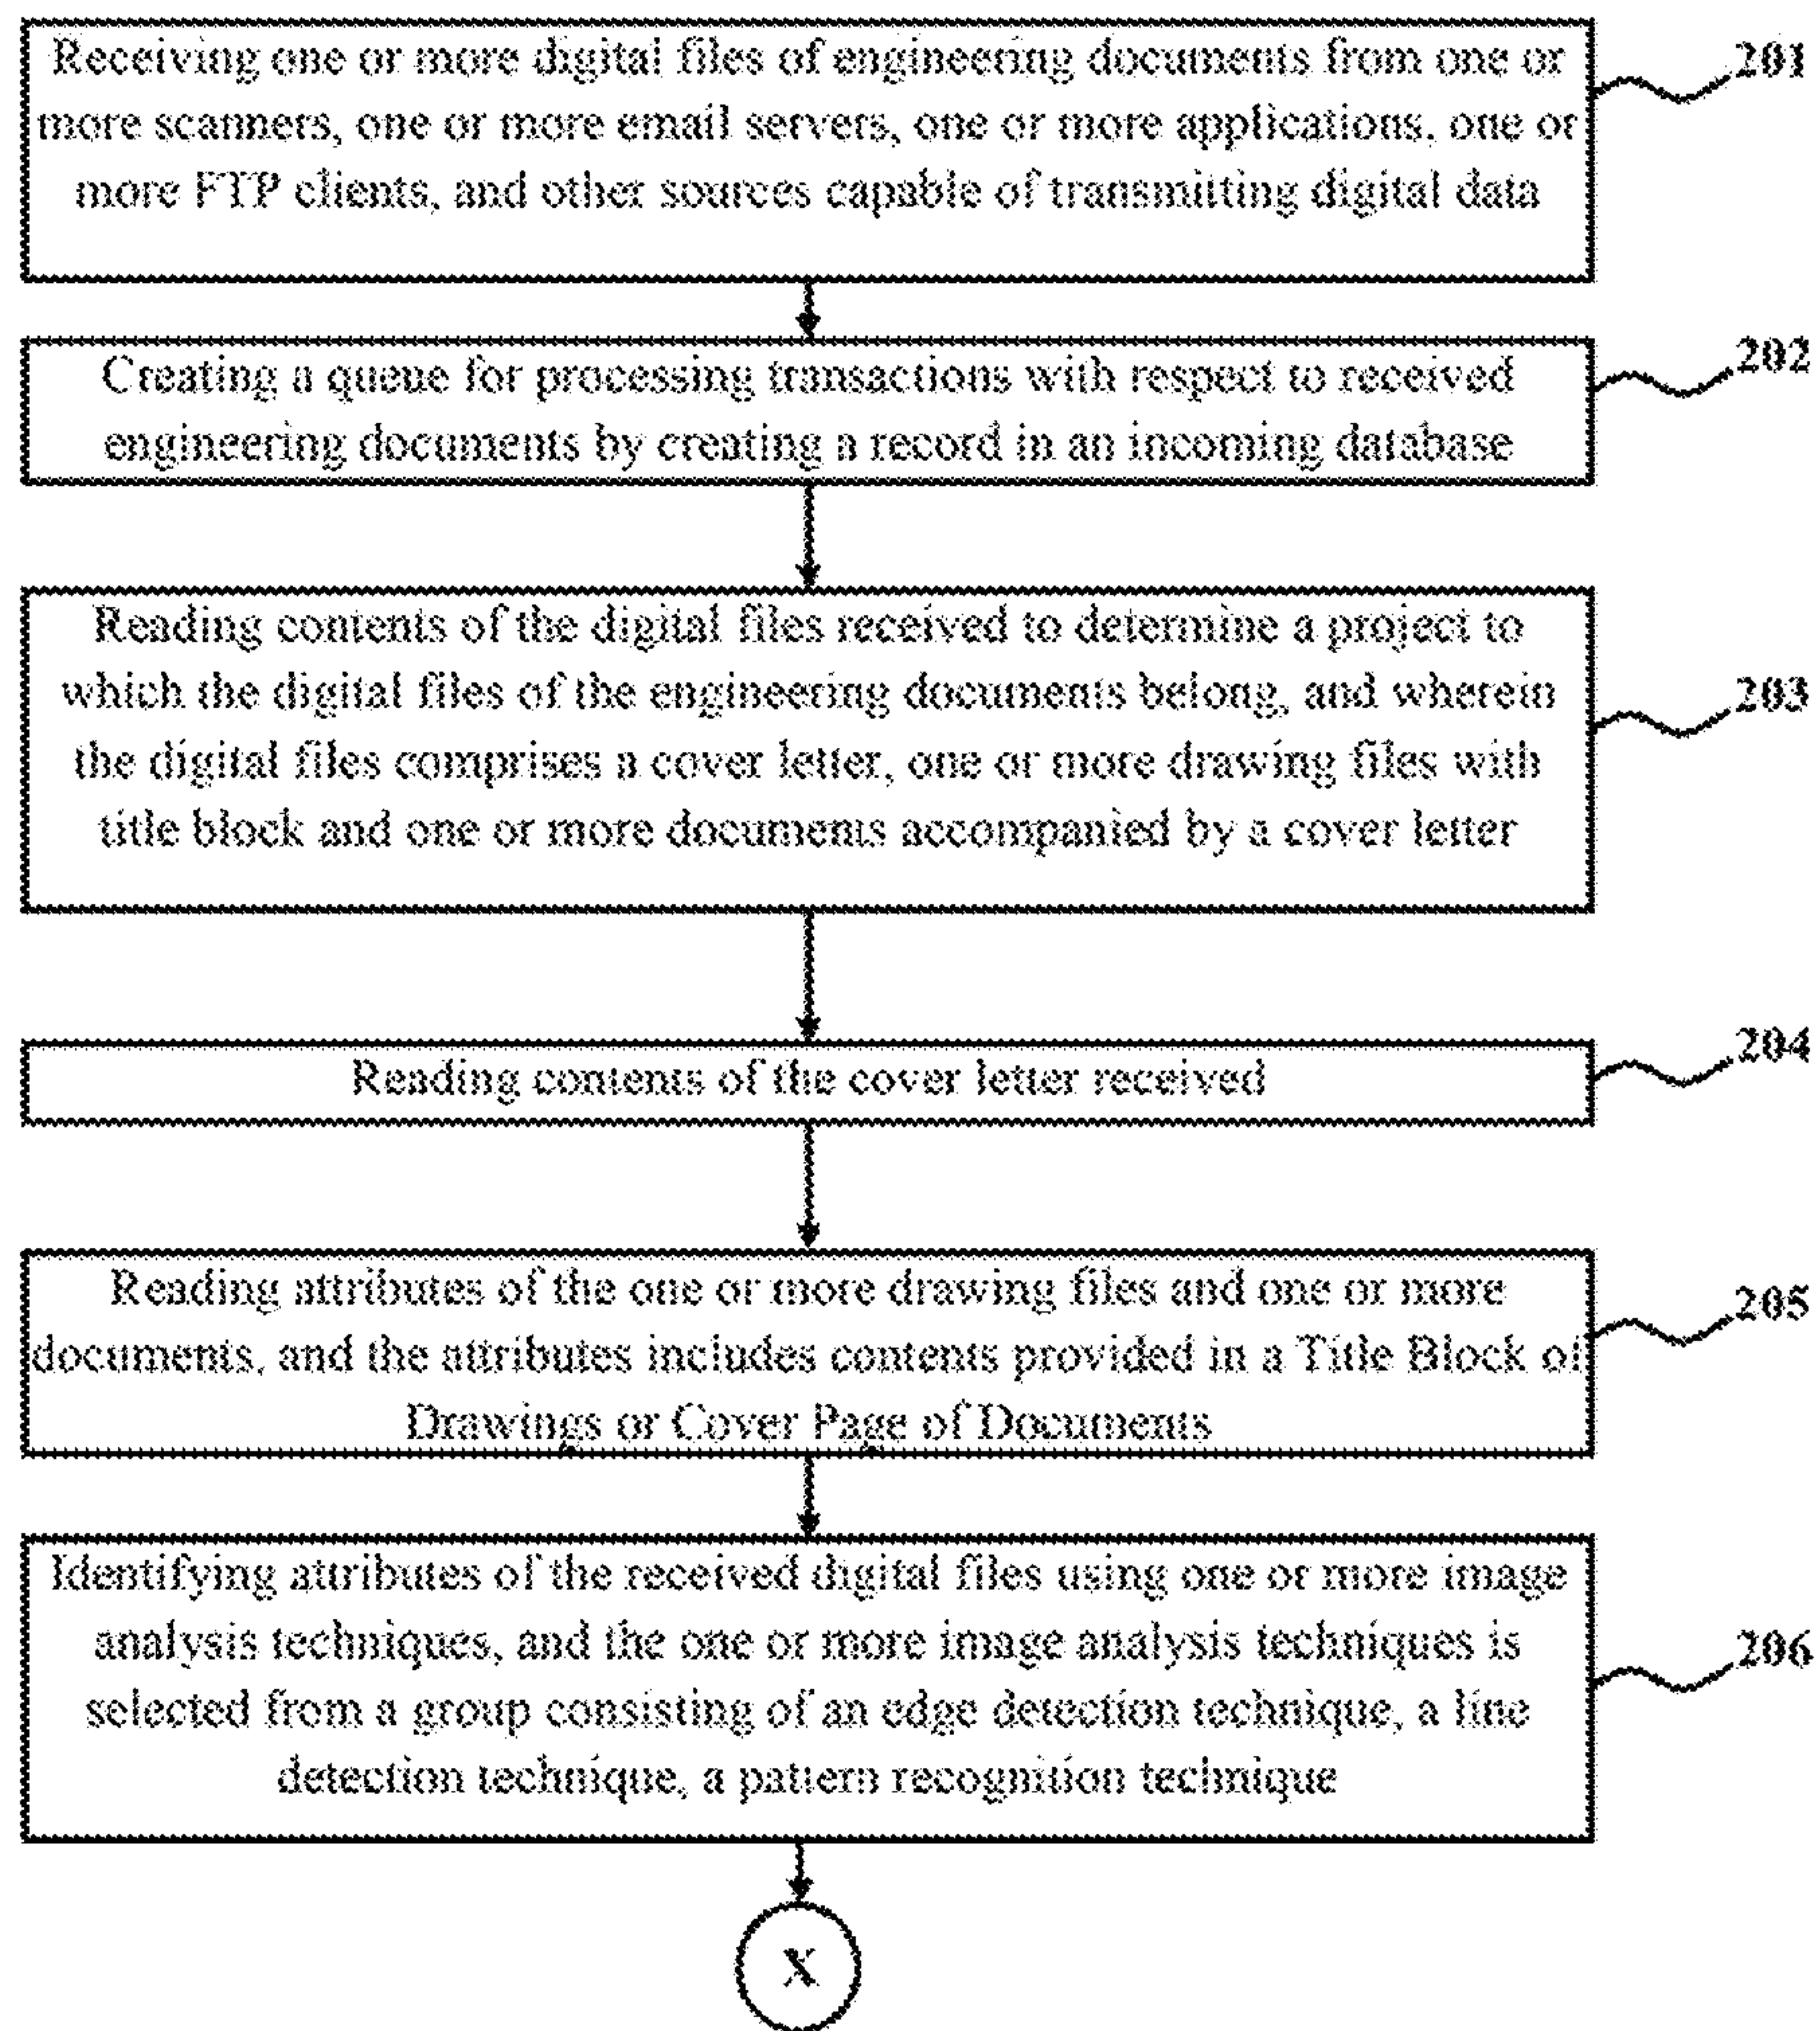 Receiving one or more digital files of engineering documents from one or
more scanners, one or more email servers, one or more applications, one or
more FTP clients, and other sources capable of transmitting digital data
201
Creating a queue for processing transactions with respect to received
engineering documents by creating a record in an incoming database
202
Reading contents of the digital files received to determine a project to
which the digital files of the engineering documents belong, and wherein
the digital files comprises a cover letter, one or more drawing files with
title block and one or more documents accompanied by a cover letter
203
Reading contents of the cover letter received
204
Reading attributes of the one or more drawing files and one or more
documents, and the attributes includes contents provided in a Title Block of
Drawings or Cover Page of Documents
205
Identifying attributes of the received digital files using one or more image
analysis techniques, and the one or more image analysis techniques is
selected from a group consisting of an edge detection technique, a line
detection technique, a pattern recognition technique
206
X